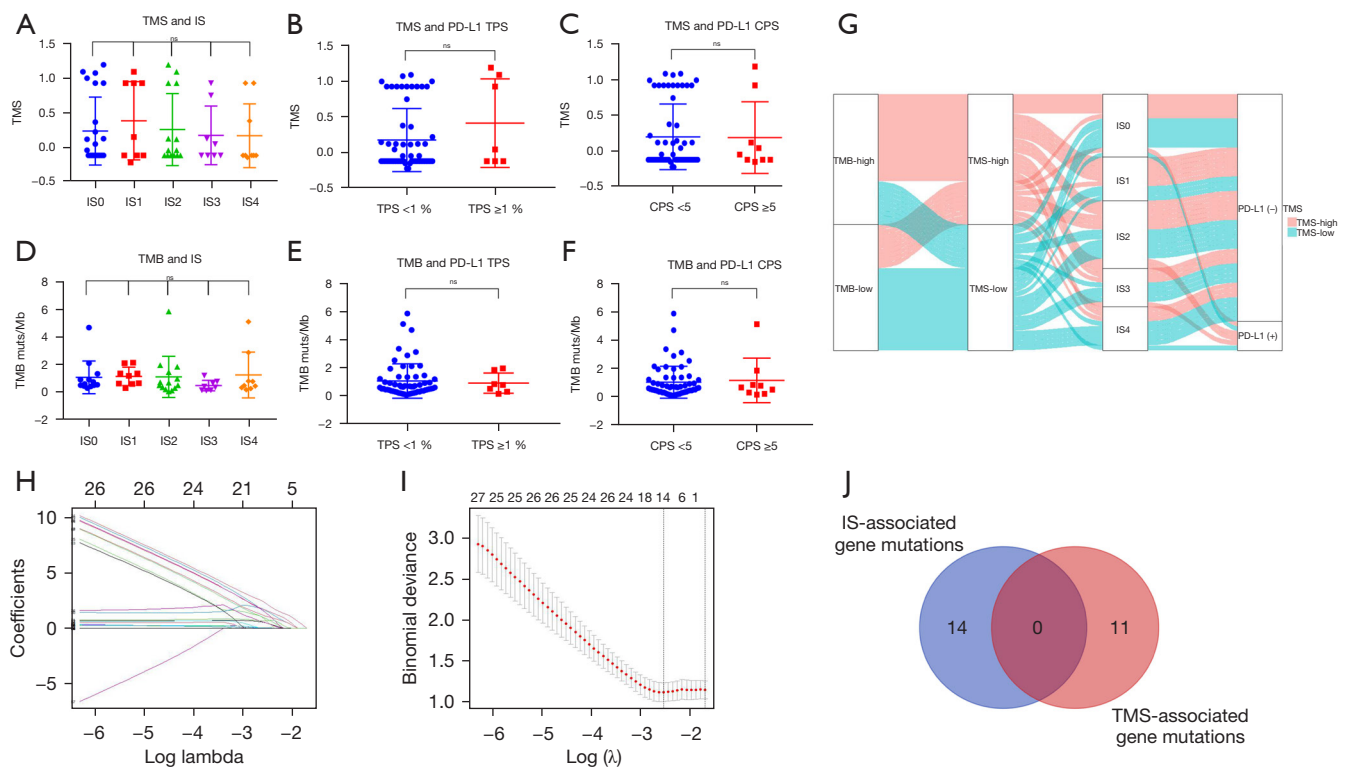 A
TMS and IS
ns
TMS
1.5
1.0
0.5
0.0
−0.5
IS0 IS1 IS2 IS3 IS4
B
TMS and PD-L1 TPS
ns
TMS
1.5
1.0
0.5
0.0
−0.5
TPS <1 % TPS ≥1 %
C
TMS and PD-L1 CPS
ns
TMS
1.5
1.0
0.5
0.0
−0.5
CPS <5 CPS ≥5
G
TMB-high
TMB-low
TMS-high
TMS-low
IS0
IS1
IS2
IS3
IS4
PD-L1 (−)
PD-L1 (+)
TMS
TMS-high
TMS-low
D
TMB and IS
ns
TMB muts/Mb
8
6
4
2
0
−2
IS0 IS1 IS2 IS3 IS4
E
TMB and PD-L1 TPS
ns
TMB muts/Mb
8
6
4
2
0
−2
TPS <1 % TPS ≥1 %
F
TMB and PD-L1 CPS
ns
TMB muts/Mb
8
6
4
2
0
−2
CPS <5 CPS ≥5
H
26 26 24 21 5
Coefficients
10
5
0
−5
−6 −5 −4 −3 −2
Log lambda
I
27 25 25 26 26 25 24 26 24 18 14 6 1
Binomial deviance
3.0
2.5
2.0
1.5
1.0
−6 −5 −4 −3 −2
Log (λ)
J
IS-associated
gene mutations
14 0 11
TMS-associated
gene mutations